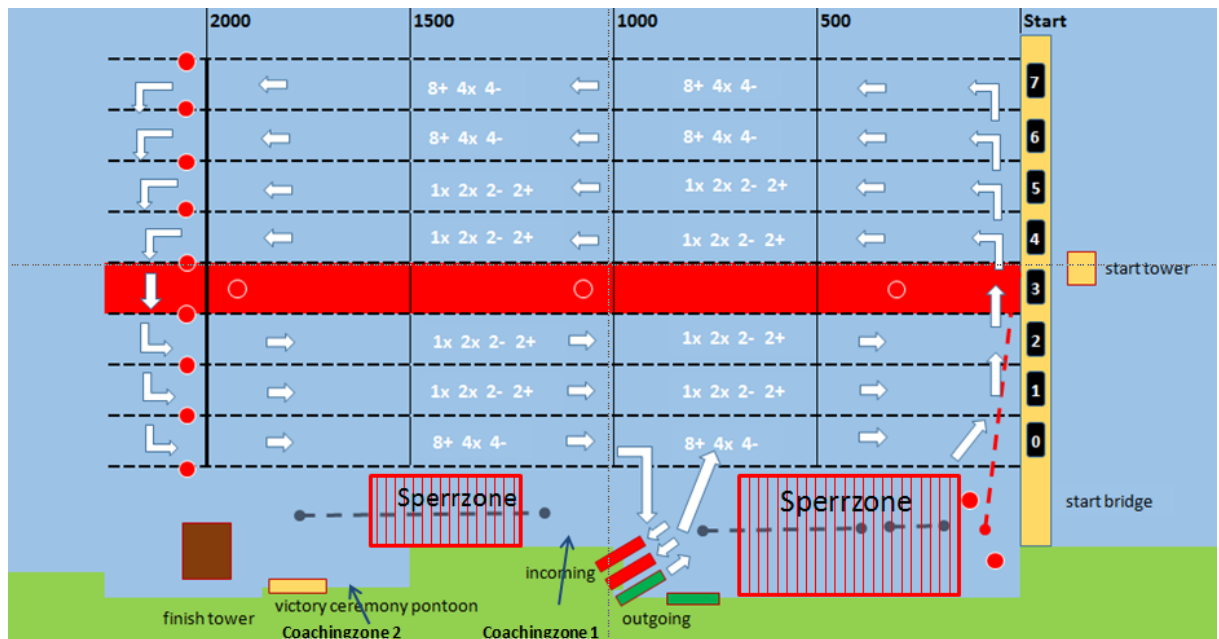 2000 1500 1000 500 Start
8+ 4x 4- 8+ 4x 4- 7
8+ 4x 4- 8+ 4x 4- 6
1x 2x 2- 2+ 1x 2x 2- 2+ 5
1x 2x 2- 2+ 1x 2x 2- 2+ 4
start tower
3
1x 2x 2- 2+ 1x 2x 2- 2+ 2
1x 2x 2- 2+ 1x 2x 2- 2+ 1
8+ 4x 4- 8+ 4x 4- 0
Sperrzone Sperrzone
start bridge
incoming
victory ceremony pontoon
finish tower outgoing
Coachingzone 2 Coachingzone 1